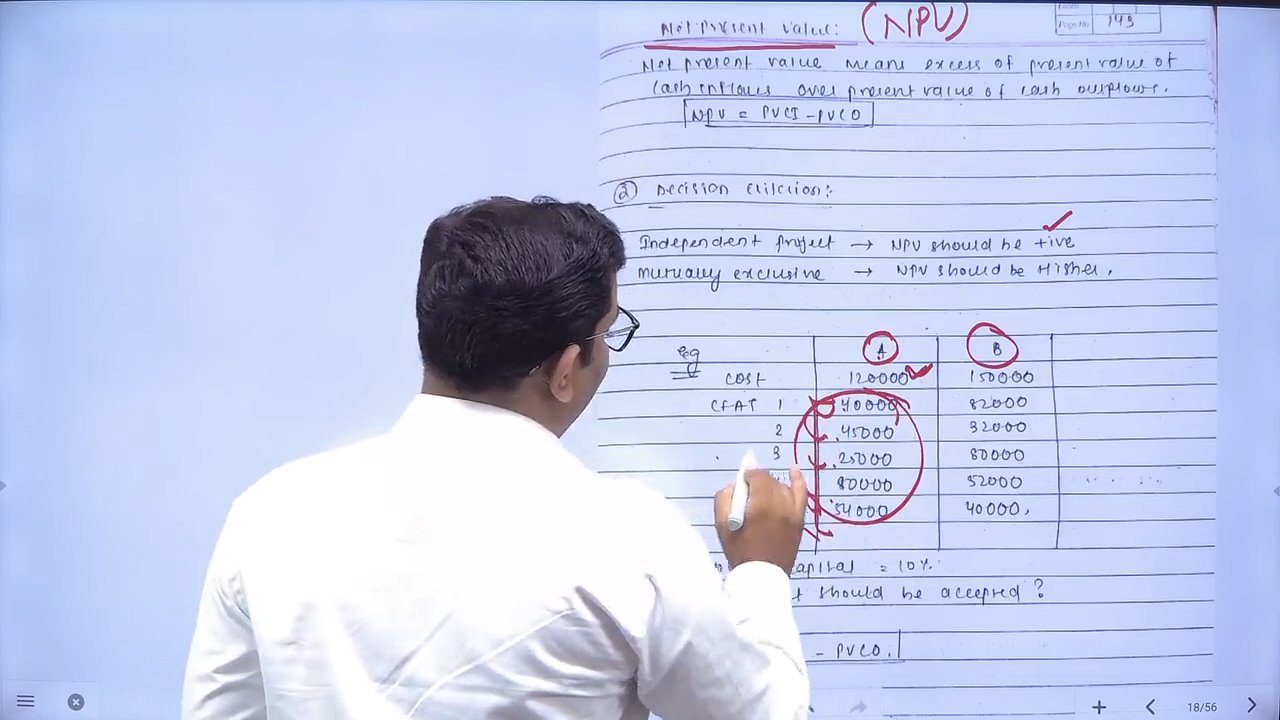 Net Present Value: (NPV)
Page No 143
Net present value means excess of present value of
cash inflows over present value of cash outflows.
NPV = PVCI - PVCO
② Decision
Independent project → NPV should be +ive
Mutually exclusive → NPV should be Higher.
eg A B
COST 120000 150000
CFAT 1 40000 82000
2 45000 32000
3 25000 80000
80000 52000
54000 40000.
capital = 10%.
should be accepted?
- PVCO.
18/56